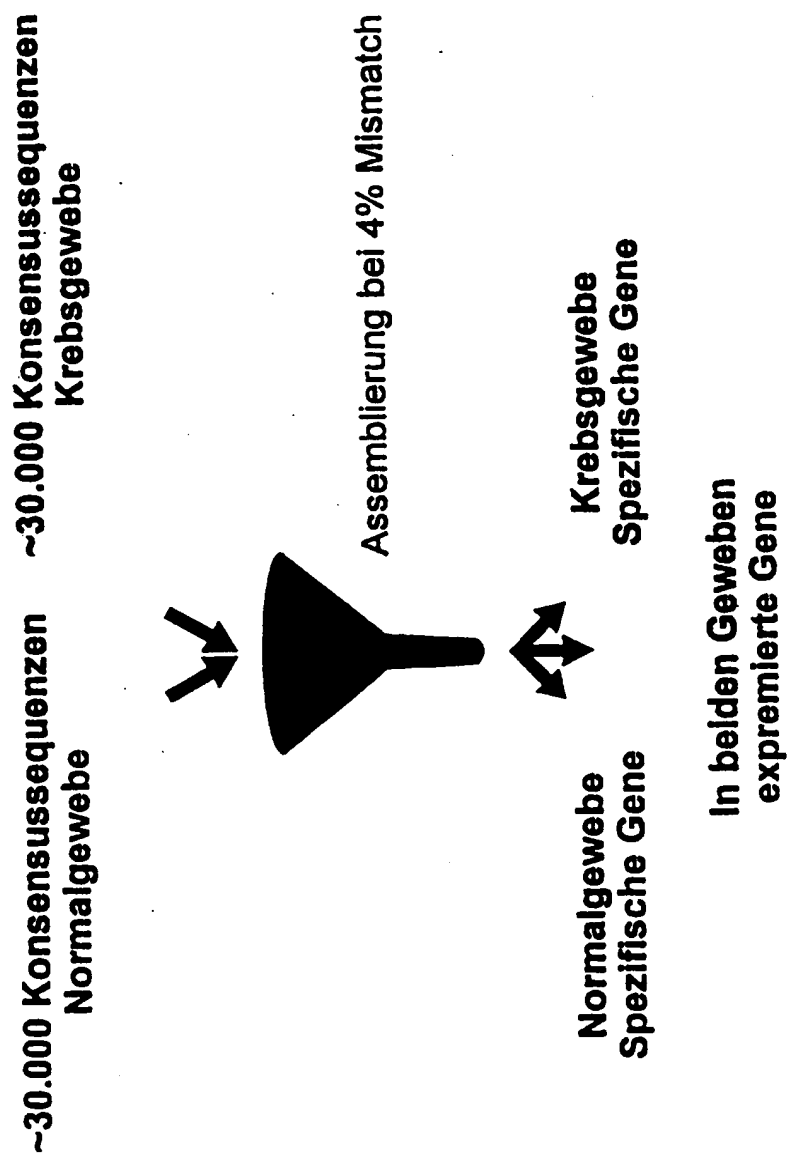 ~30.000 Konsensussequenzen
Normalgewebe
~30.000 Konsensussequenzen
Krebsgewebe
Assemblierung bei 4% Mismatch
Normalgewebe
Spezifische Gene
Krebsgewebe
Spezifische Gene
In beiden Geweben
expremierte Gene